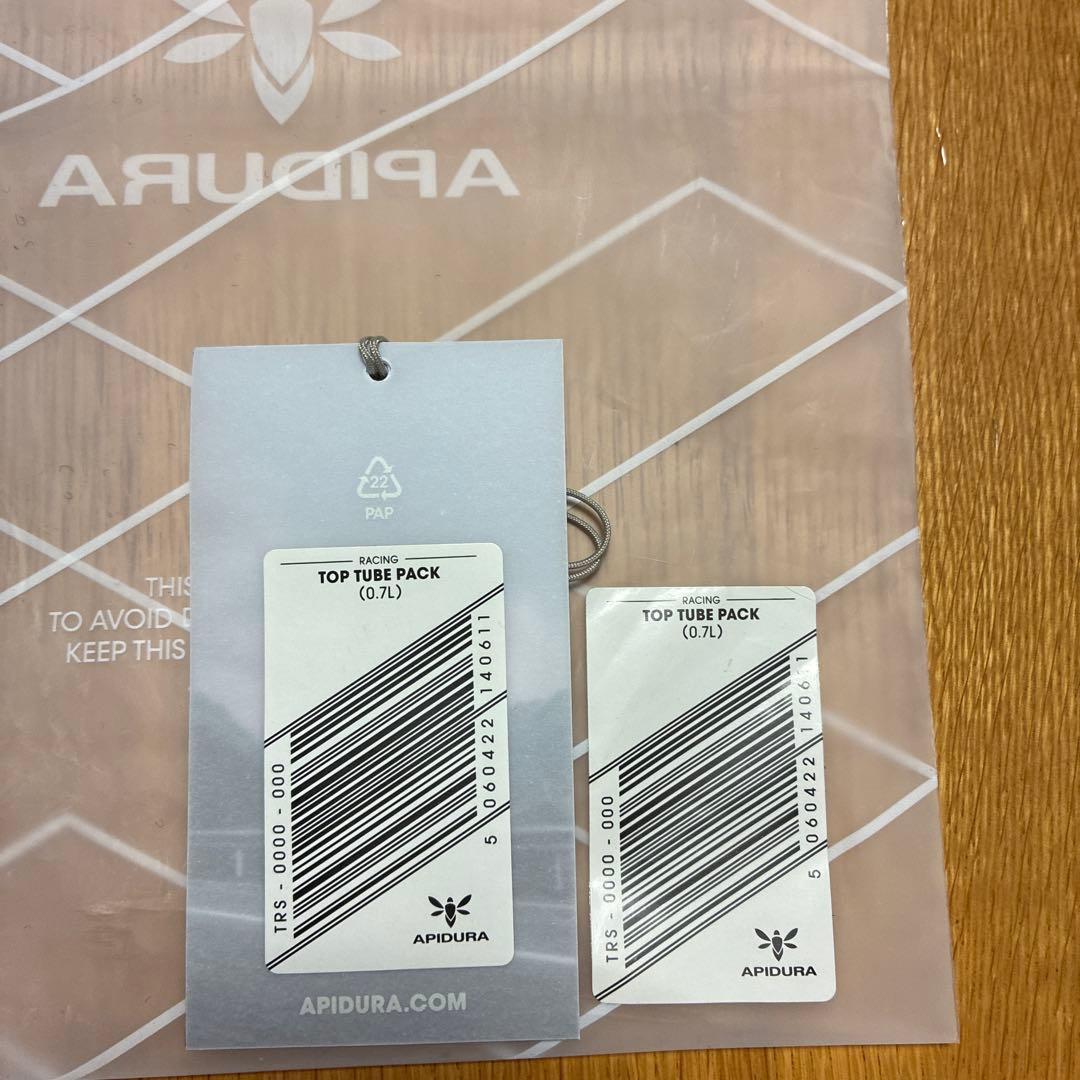 APIDURA
THIS
TO AVOID
KEEP THIS
22
PAP
RACING
TOP TUBE PACK
(0.7L)
TRS - 0000 - 000
5 060422 140611
APIDURA
APIDURA.COM
RACING
TOP TUBE PACK
(0.7L)
TRS - 0000 - 000
5 060422 140611
APIDURA